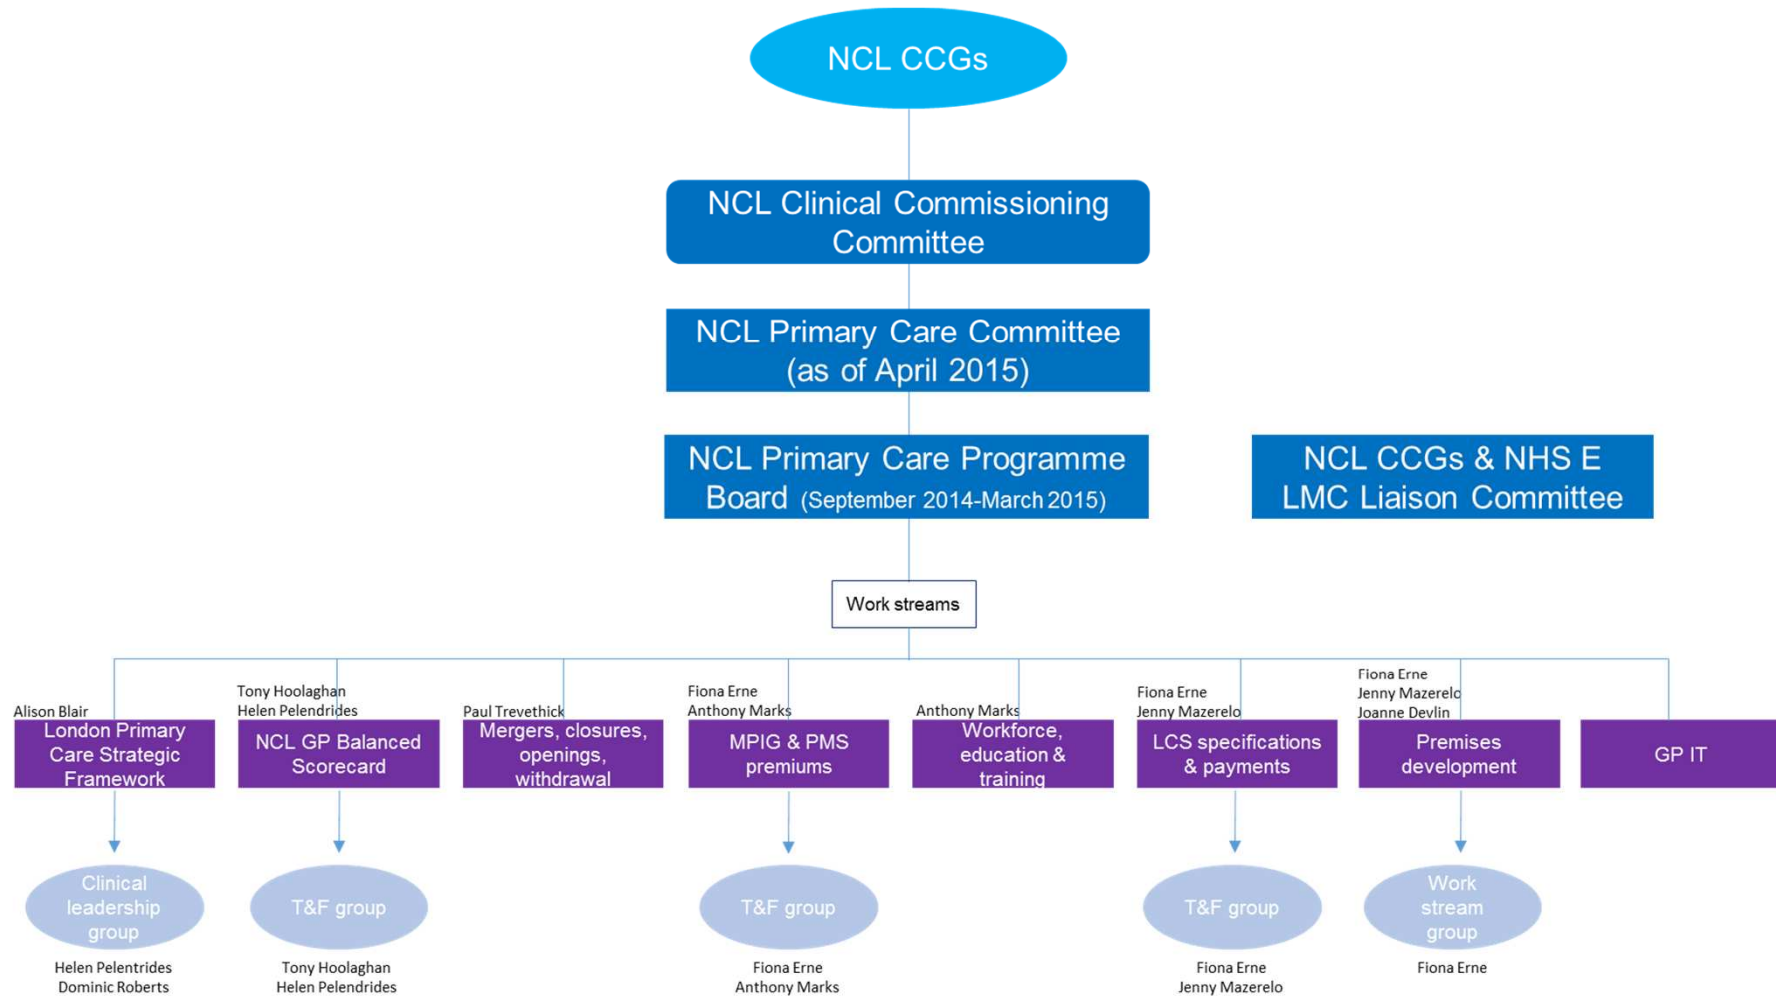 NCL CCGs
NCL Clinical Commissioning
Committee
NCL Primary Care Committee
(as of April 2015)
NCL Primary Care Programme
Board (September 2014-March 2015)
NCL CCGs & NHS E
LMC Liaison Committee
Work streams
Alison Blair
London Primary
Care Strategic
Framework
Tony Hoolaghan
Helen Pelendrides
NCL GP Balanced
Scorecard
Paul Trevethick
Mergers, closures,
openings,
withdrawal
Fiona Erne
Anthony Marks
MPIG & PMS
premiums
Anthony Marks
Workforce,
education &
training
Fiona Erne
Jenny Mazerelo
LCS specifications
& payments
Fiona Erne
Jenny Mazerelo
Joanne Devlin
Premises
development
GP IT
Clinical
leadership
group
Helen Pelentrides
Dominic Roberts
T&F group
Tony Hoolaghan
Helen Pelendrides
T&F group
Fiona Erne
Anthony Marks
T&F group
Fiona Erne
Jenny Mazerelo
Work
stream
group
Fiona Erne